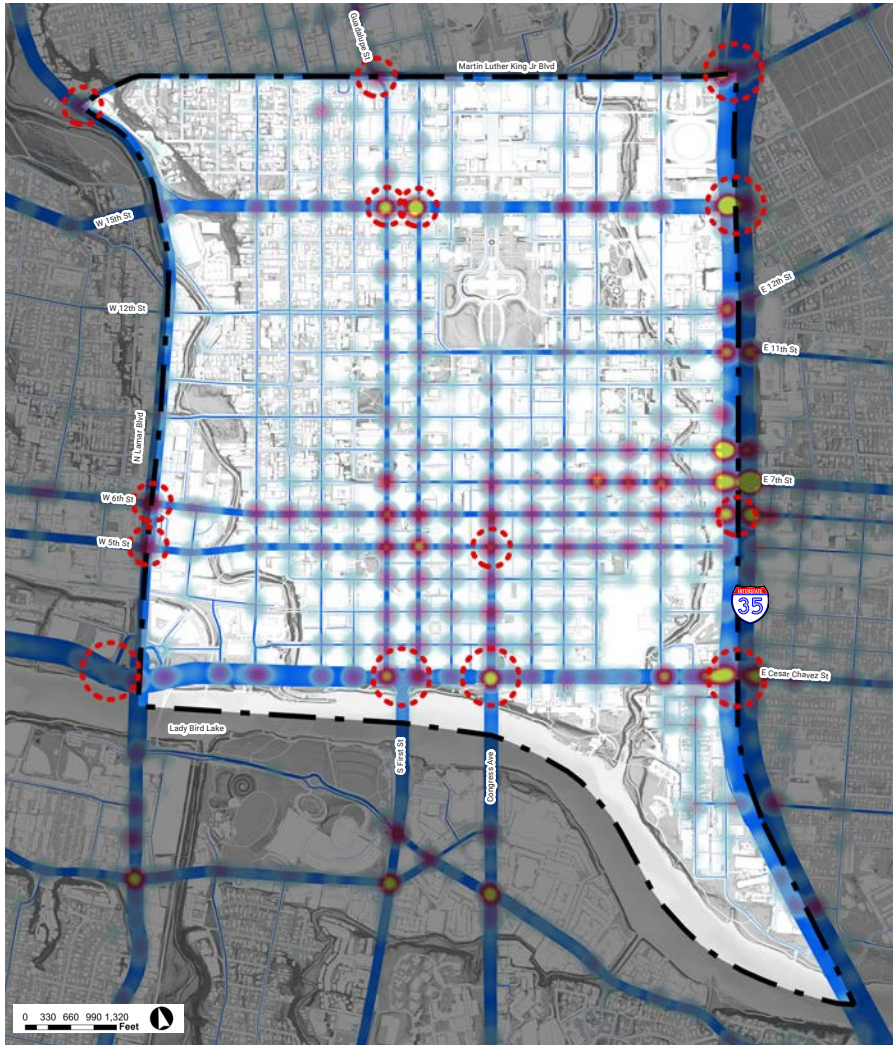 Guadalupe St
Martin Luther King Jr Blvd
W 15th St
E 12th St
W 12th St
E 11th St
N Lamar Blvd
E 7th St
W 6th St
W 5th St
INTERSTATE
35
E Cesar Chavez St
Lady Bird Lake
S First St
Congress Ave
0 330 660 990 1,320
Feet